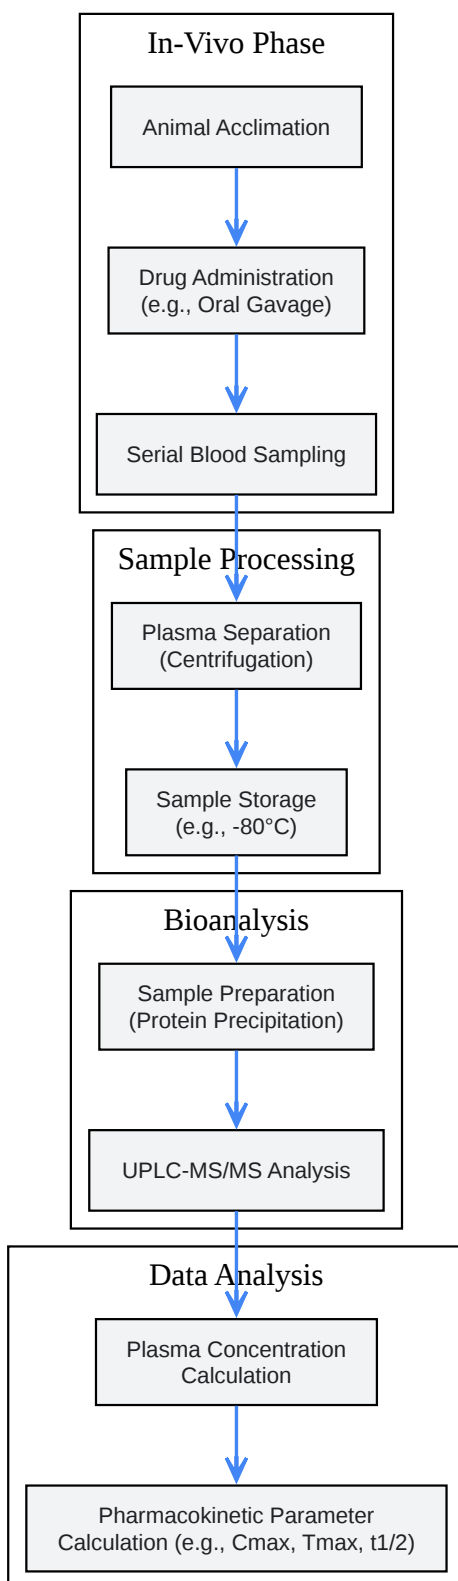 In-Vivo Phase
Animal Acclimation
Drug Administration
(e.g., Oral Gavage)
Serial Blood Sampling
Sample Processing
Plasma Separation
(Centrifugation)
Sample Storage
(e.g., -80°C)
Bioanalysis
Sample Preparation
(Protein Precipitation)
UPLC-MS/MS Analysis
Data Analysis
Plasma Concentration
Calculation
Pharmacokinetic Parameter
Calculation (e.g., Cmax, Tmax, t1/2)